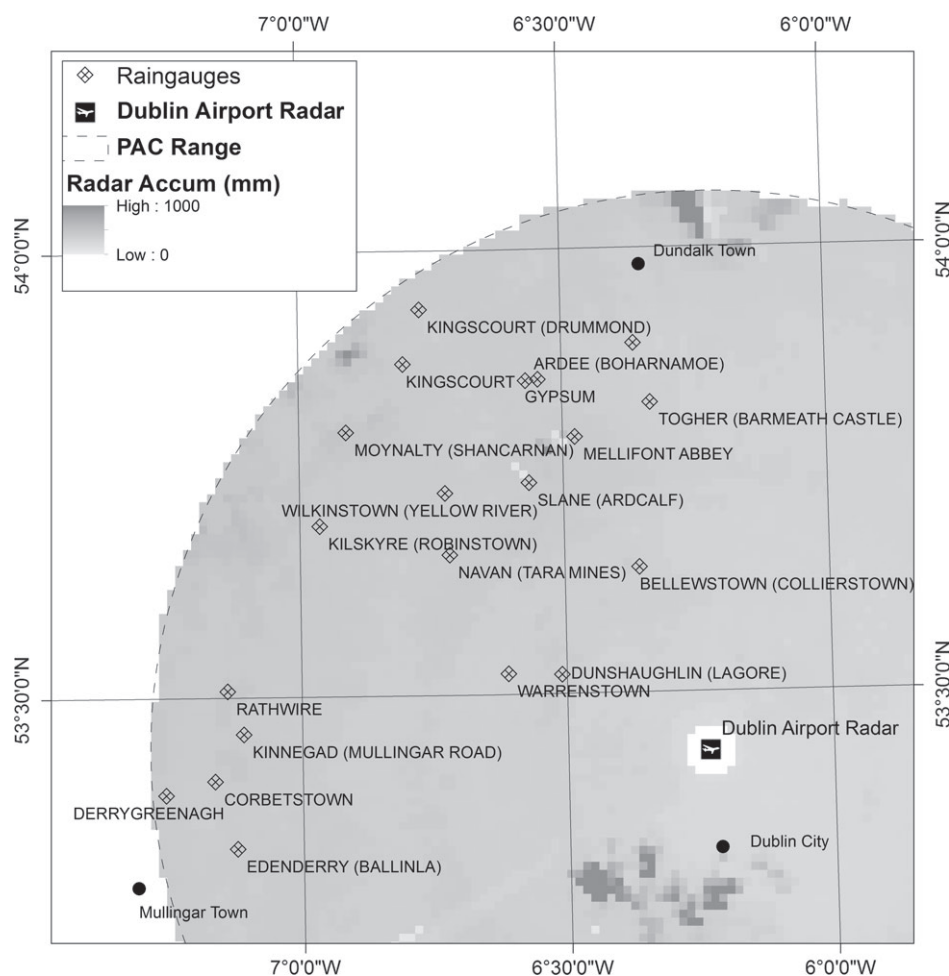 7°0'0"W
6°30'0"W
6°0'0"W
Raingauges
Dublin Airport Radar
PAC Range
Radar Accum (mm)
High : 1000
Low : 0
54°0'0"N
54°0'0"N
Dundalk Town
KINGSCOURT (DRUMMOND)
ARDEE (BOHARNAMOE)
KINGSCOURT
GYPSUM
TOGHER (BARMEATH CASTLE)
MOYNALTY (SHANCARNAN)
MELLIFONT ABBEY
SLANE (ARDCALF)
WILKINSTOWN (YELLOW RIVER)
KILSKYRE (ROBINSTOWN)
NAVAN (TARA MINES)
BELLEWSTOWN (COLLIERSTOWN)
DUNSHAUGHLIN (LAGORE)
WARRENSTOWN
53°30'0"N
53°30'0"N
RATHWIRE
Dublin Airport Radar
KINNEGAD (MULLINGAR ROAD)
CORBETSTOWN
DERRYGREENAGH
Dublin City
EDENDERRY (BALLINLA)
Mullingar Town
7°0'0"W
6°30'0"W
6°0'0"W